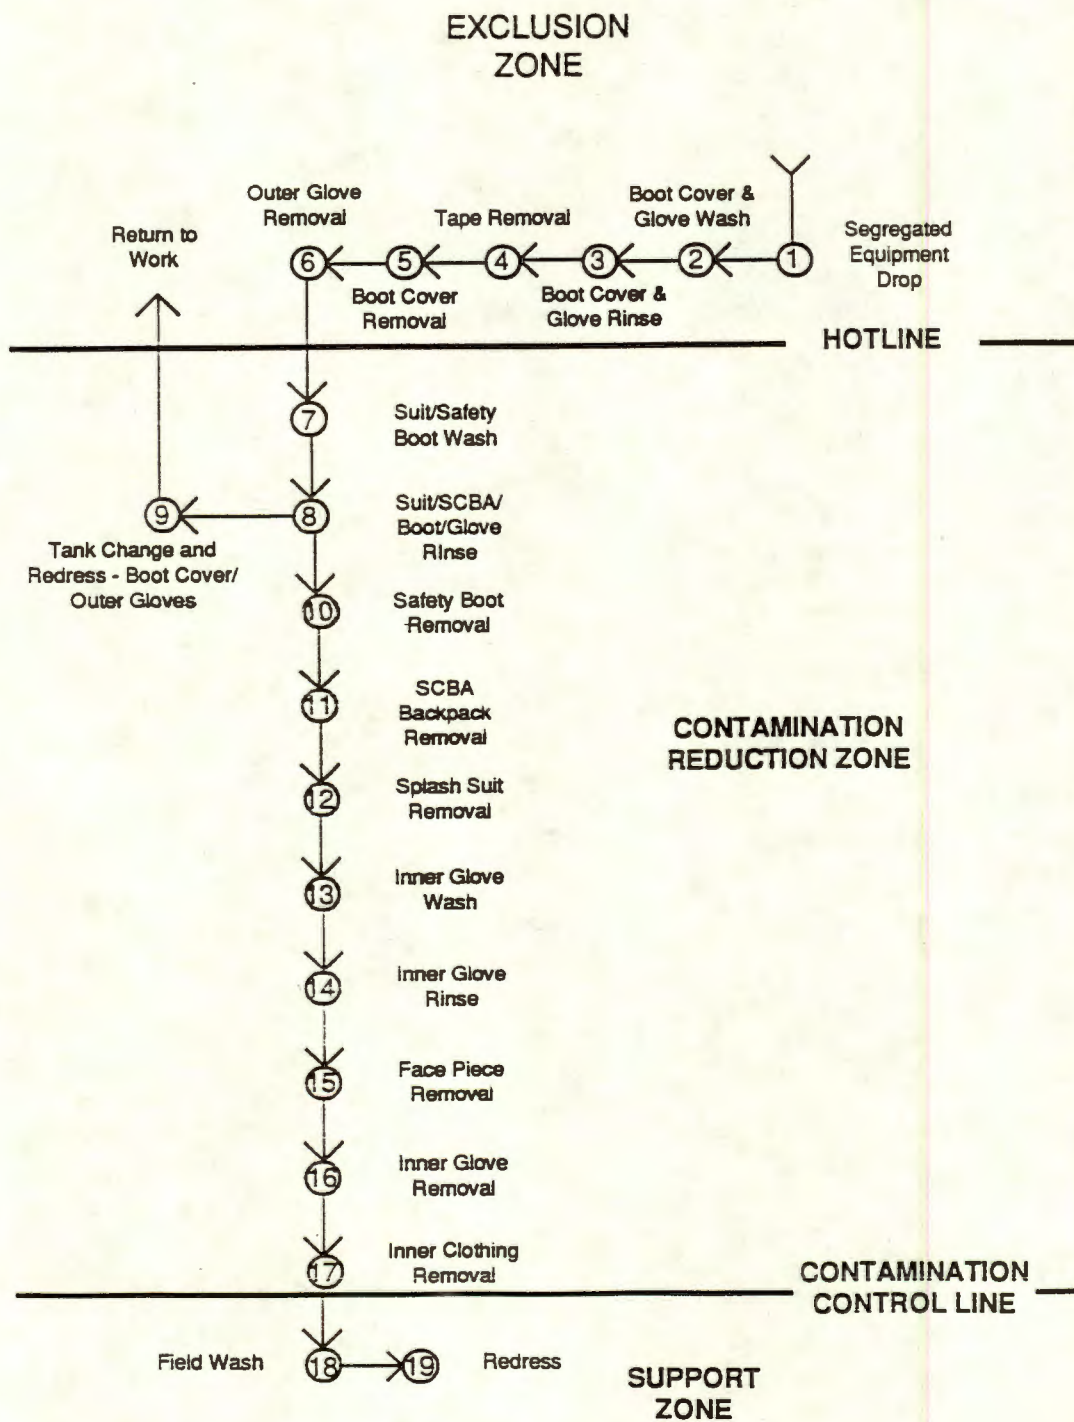 EXCLUSION
ZONE
Outer Glove
Removal
Tape Removal
Boot Cover &
Glove Wash
Return to
Work
Segregated
Equipment
Drop
6
5
4
3
2
1
Boot Cover
Removal
Boot Cover &
Glove Rinse
HOTLINE
7
Suit/Safety
Boot Wash
9
8
Suit/SCBA/
Boot/Glove
Rinse
Tank Change and
Redress - Boot Cover/
Outer Gloves
10
Safety Boot
Removal
11
SCBA
Backpack
Removal
CONTAMINATION
REDUCTION ZONE
12
Splash Suit
Removal
13
Inner Glove
Wash
14
Inner Glove
Rinse
15
Face Piece
Removal
16
Inner Glove
Removal
17
Inner Clothing
Removal
CONTAMINATION
CONTROL LINE
Field Wash
18
19
Redress
SUPPORT
ZONE